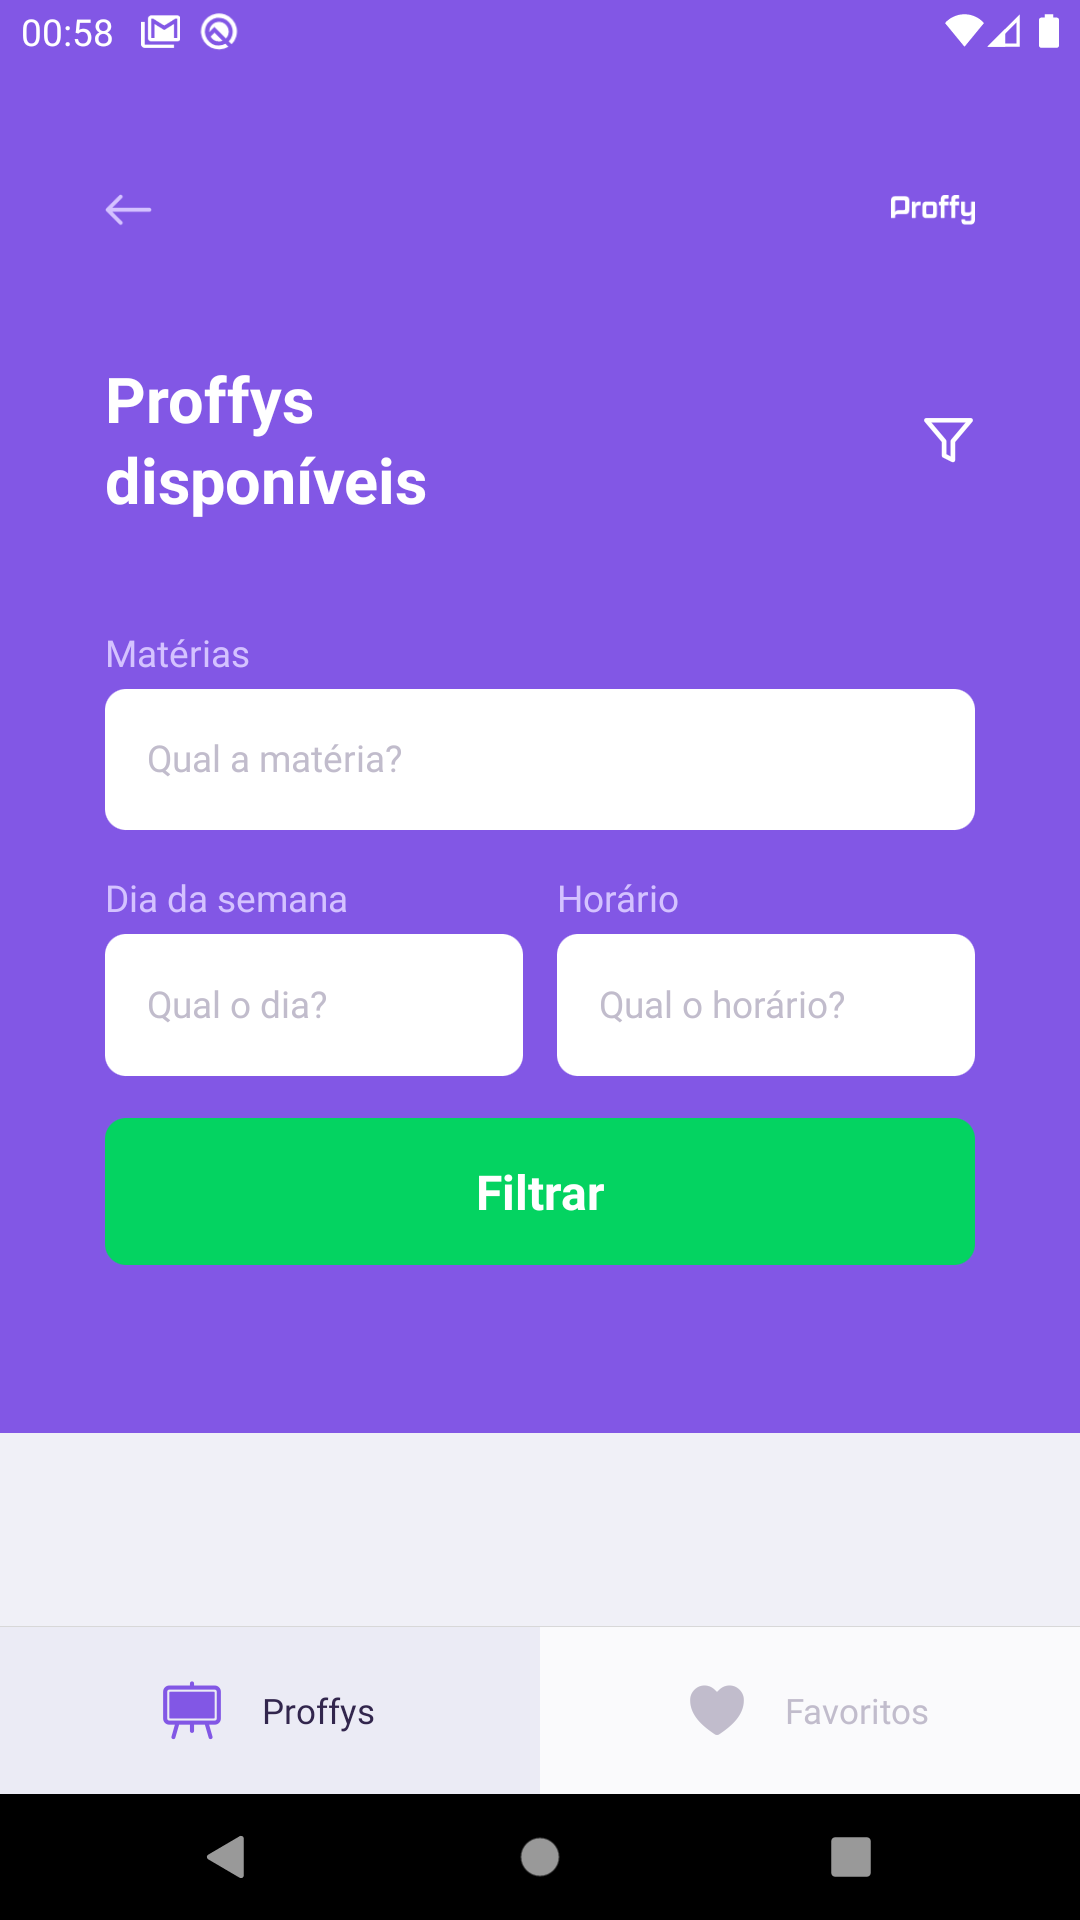 00:58
Proffy
Proffys
disponíveis
Matérias
Qual a matéria?
Dia da semana Horário
Qual o dia? Qual o horário?
Filtrar
Proffys Favoritos